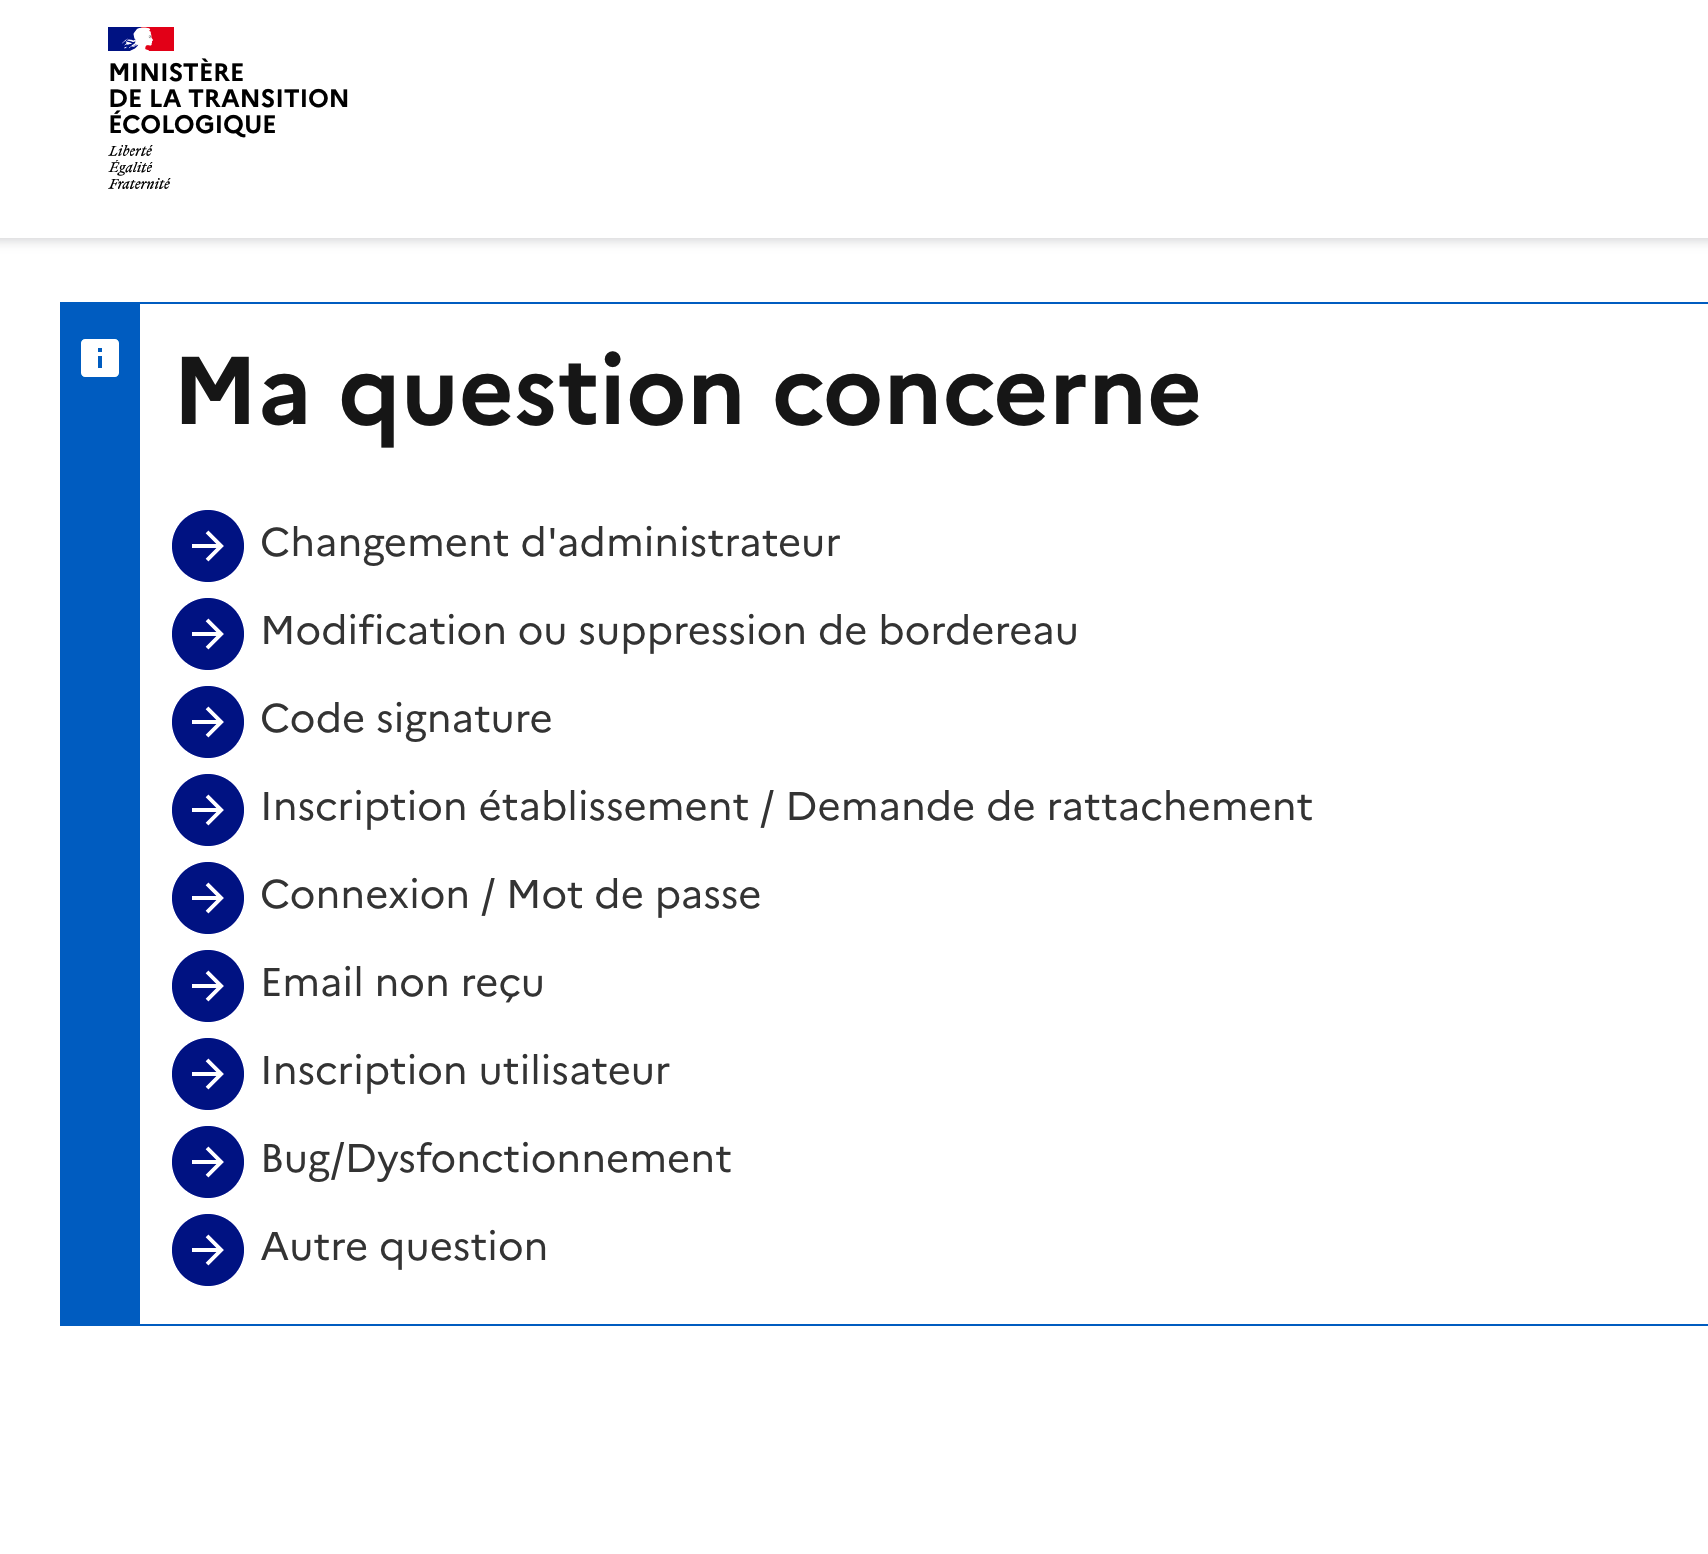 MINISTÈRE
DE LA TRANSITION
ÉCOLOGIQUE
Liberté
Égalité
Fraternité
Ma question concerne
Changement d'administrateur
Modification ou suppression de bordereau
Code signature
Inscription établissement / Demande de rattachement
Connexion / Mot de passe
Email non reçu
Inscription utilisateur
Bug/Dysfonctionnement
Autre question